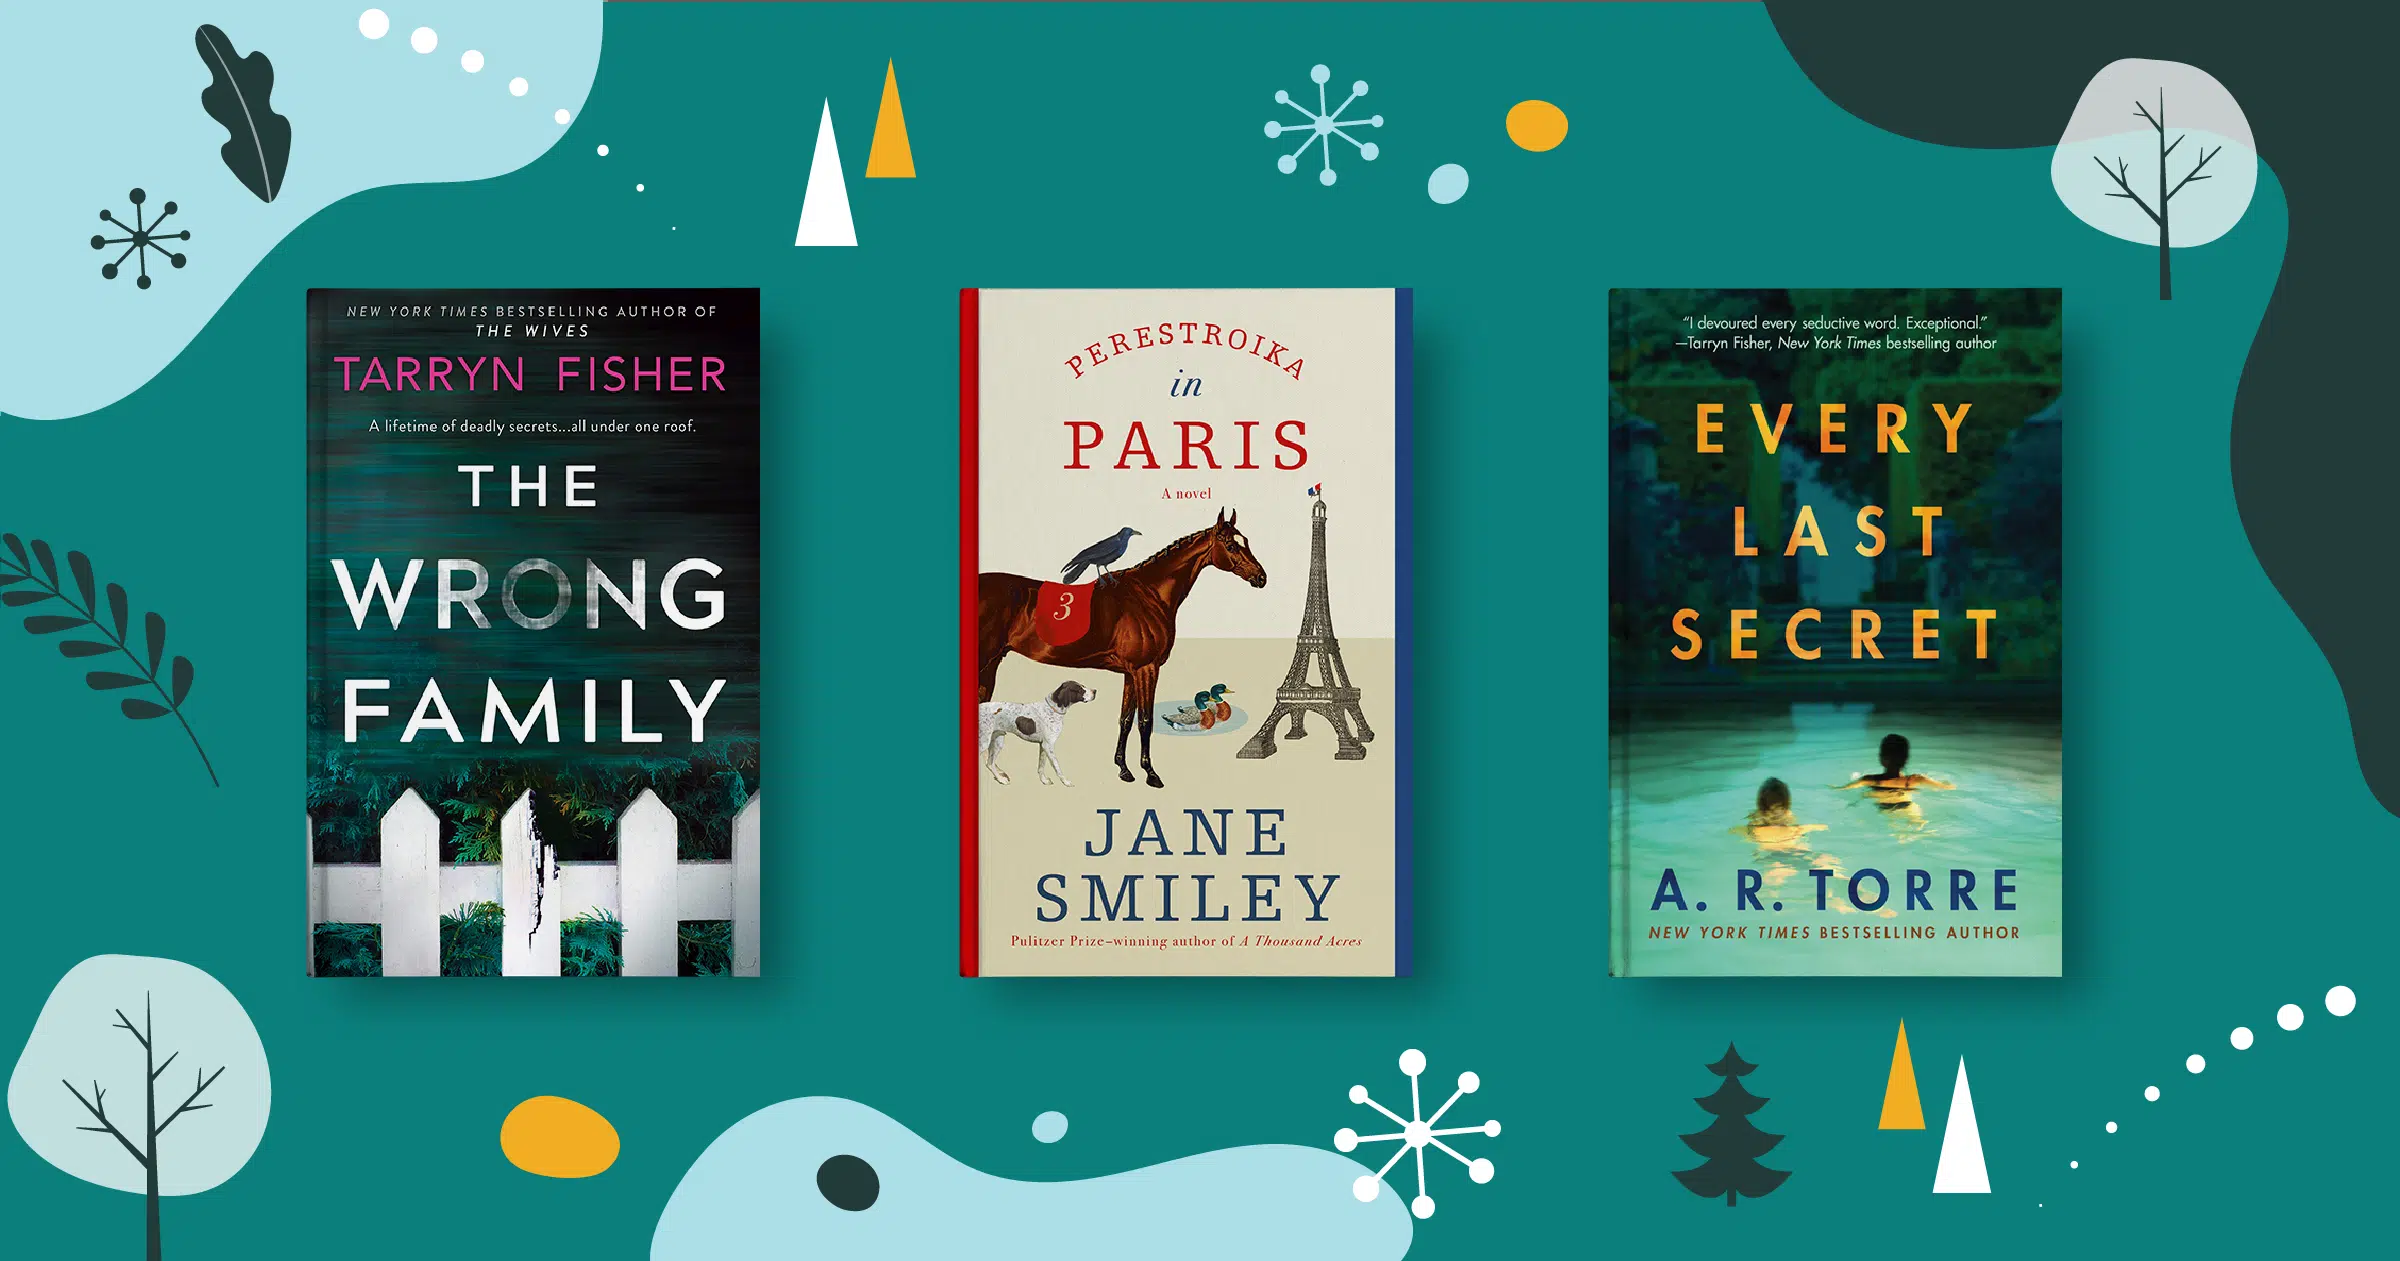 NEW YORK TIMES BESTSELLING AUTHOR OF
THE WIVES
TARRYN FISHER
A lifetime of deadly secrets...all under one roof.
THE
WRONG
FAMILY
PERESTROIKA
in
PARIS
A novel
3
JANE
SMILEY
Pulitzer Prize–winning author of A Thousand Acres
“I devoured every seductive word. Exceptional.”
—Tarryn Fisher, New York Times bestselling author
EVERY
LAST
SECRET
A. R. TORRE
NEW YORK TIMES BESTSELLING AUTHOR